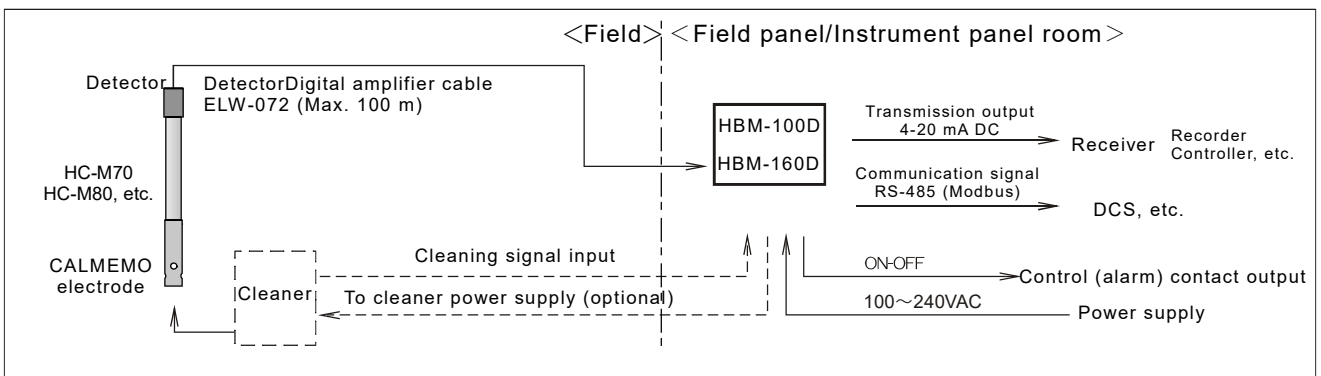 ＜Field＞
＜Field panel/Instrument panel room＞
Detector
DetectorDigital amplifier cable
ELW-072 (Max. 100 m)
HC-M70
HC-M80, etc.
CALMEMO
electrode
Cleaner
Cleaning signal input
To cleaner power supply (optional)
HBM-100D
HBM-160D
Transmission output
4-20 mA DC
Receiver
Recorder
Controller, etc.
Communication signal
RS-485 (Modbus)
DCS, etc.
ON-OFF
Control (alarm) contact output
100～240VAC
Power supply